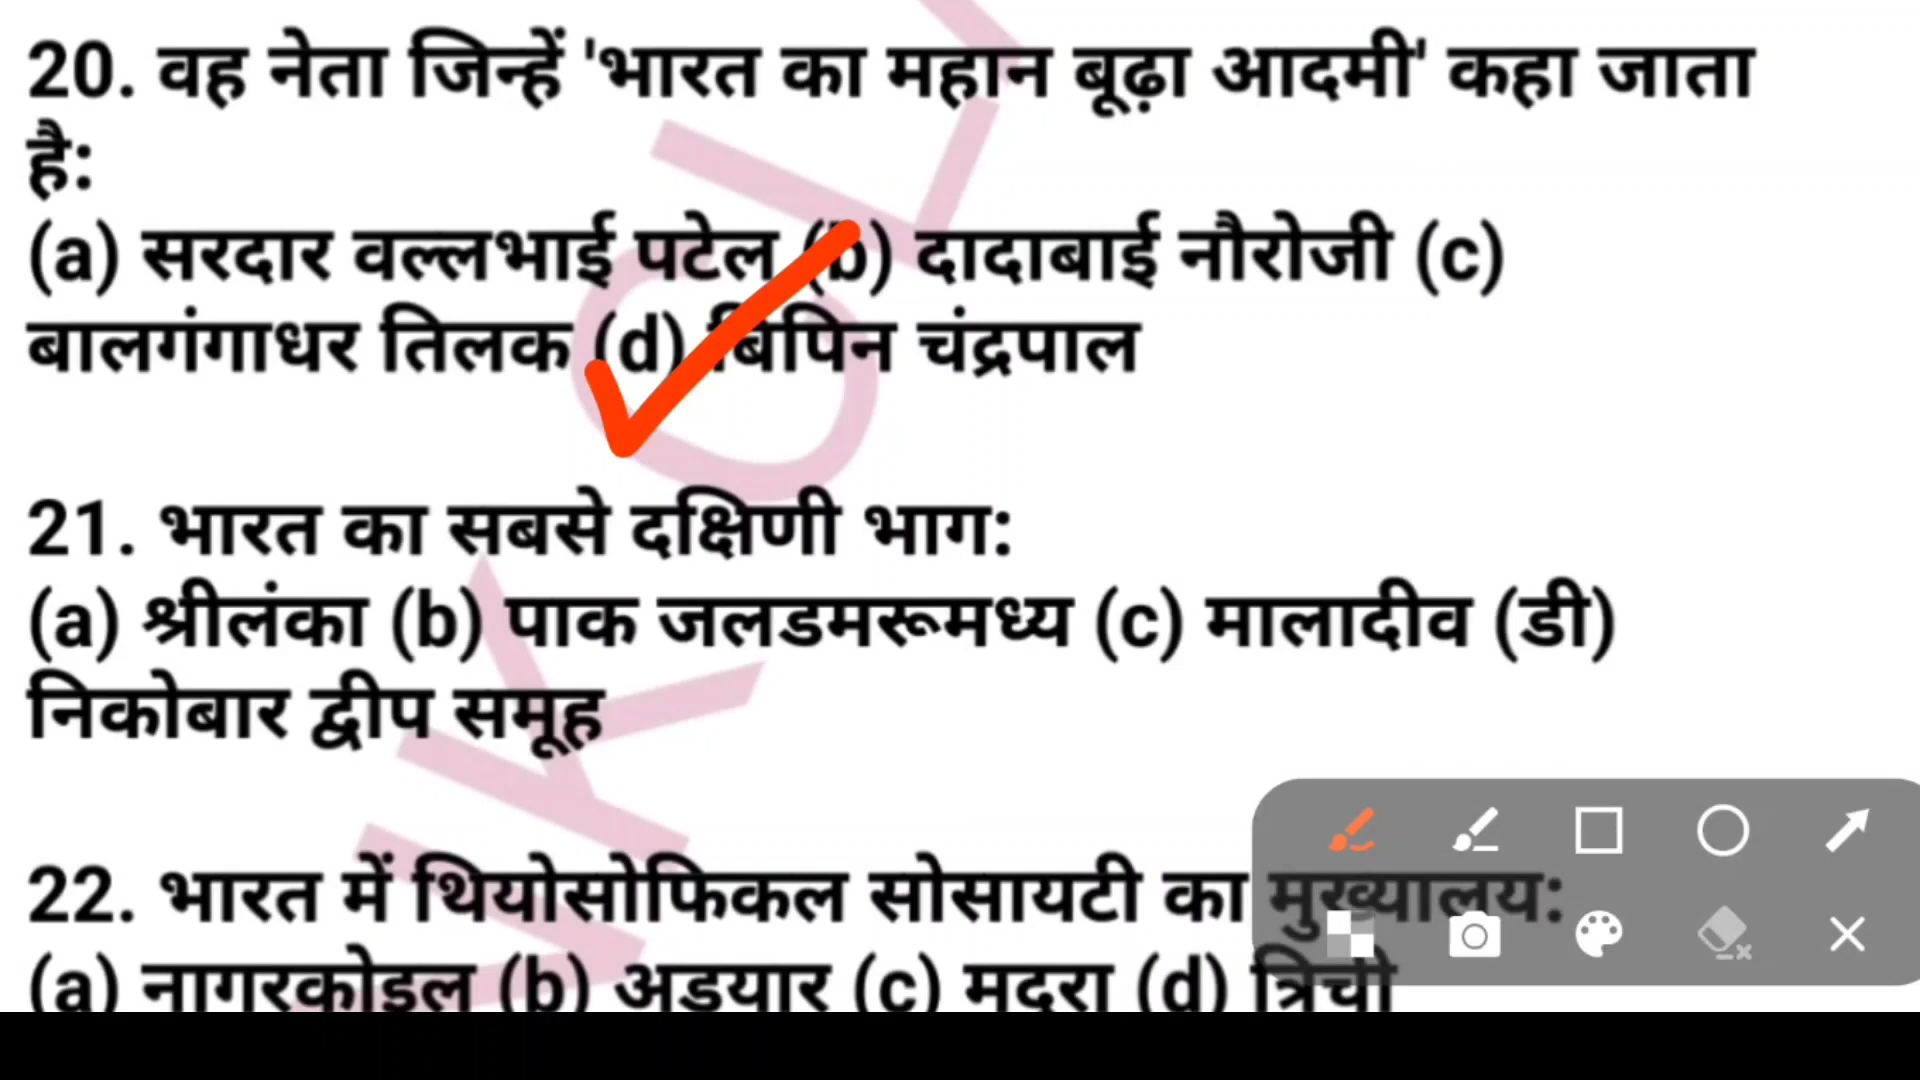 20. वह नेता जिन्हें 'भारत का महान बूढ़ा आदमी' कहा जाता
है:
(a) सरदार वल्लभाई पटेल (b) दादाबाई नौरोजी (c)
बालगंगाधर तिलक (d) बिपिन चंद्रपाल
21. भारत का सबसे दक्षिणी भाग:
(a) श्रीलंका (b) पाक जलडमरूमध्य (c) मालादीव (डी)
निकोबार द्वीप समूह
22. भारत में थियोसोफिकल सोसायटी का मुख्यालय:
(a) नागरकोइल (b) अडयार (c) मदुरा (d) त्रिची